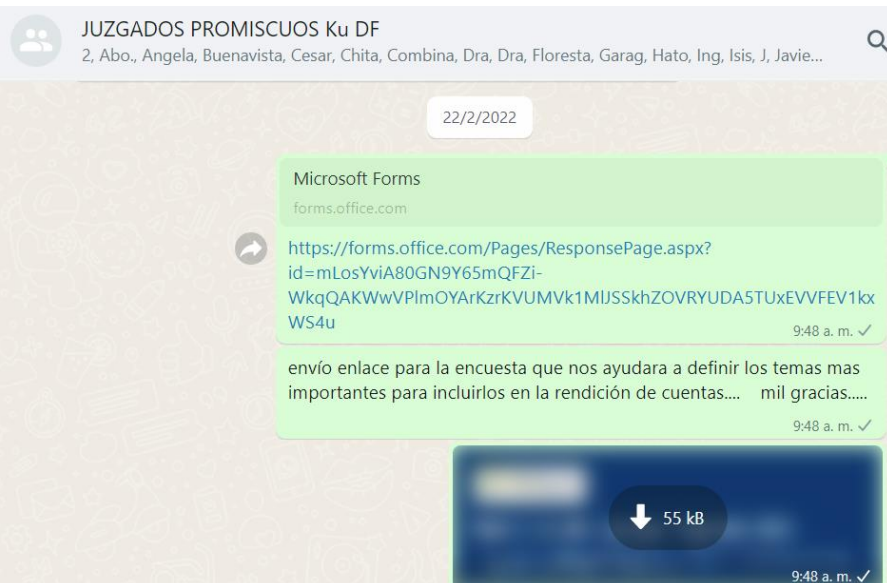 JUZGADOS PROMISCUOS Ku DF
2, Abo., Angela, Buenavista, Cesar, Chita, Combina, Dra, Dra, Floresta, Garag, Hato, Ing, Isis, J, Javie...
22/2/2022
Microsoft Forms
forms.office.com
https://forms.office.com/Pages/ResponsePage.aspx?
id=mLosYviA80GN9Y65mQFZi-
WkqQAKWwVPlmOYArKzrKVUMVk1MlJSSkhZOVRYUDA5TUxEVVFEV1kx
WS4u
9:48 a. m.
envío enlace para la encuesta que nos ayudara a definir los temas mas
importantes para incluirlos en la rendición de cuentas.... mil gracias.....
9:48 a. m.
55 kB
9:48 a. m.